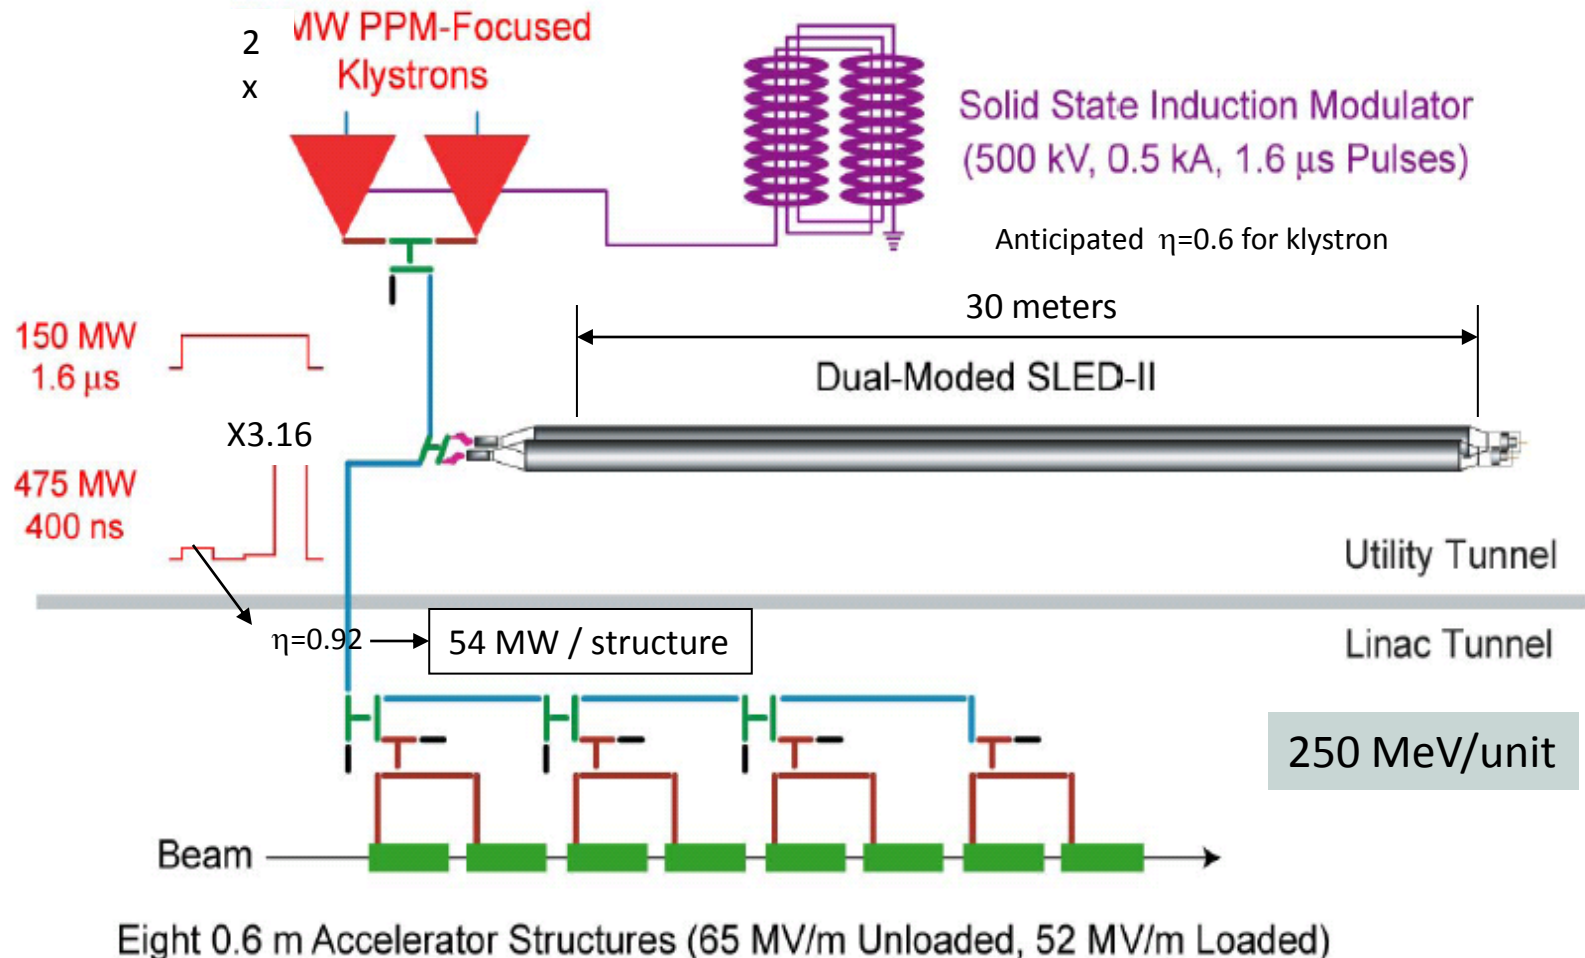 2 MW PPM-Focused
x Klystrons
Solid State Induction Modulator
(500 kV, 0.5 kA, 1.6 μs Pulses)
Anticipated η=0.6 for klystron
30 meters
150 MW
1.6 μs
Dual-Moded SLED-II
X3.16
475 MW
400 ns
Utility Tunnel
η=0.92
54 MW / structure
Linac Tunnel
250 MeV/unit
Beam
Eight 0.6 m Accelerator Structures (65 MV/m Unloaded, 52 MV/m Loaded)